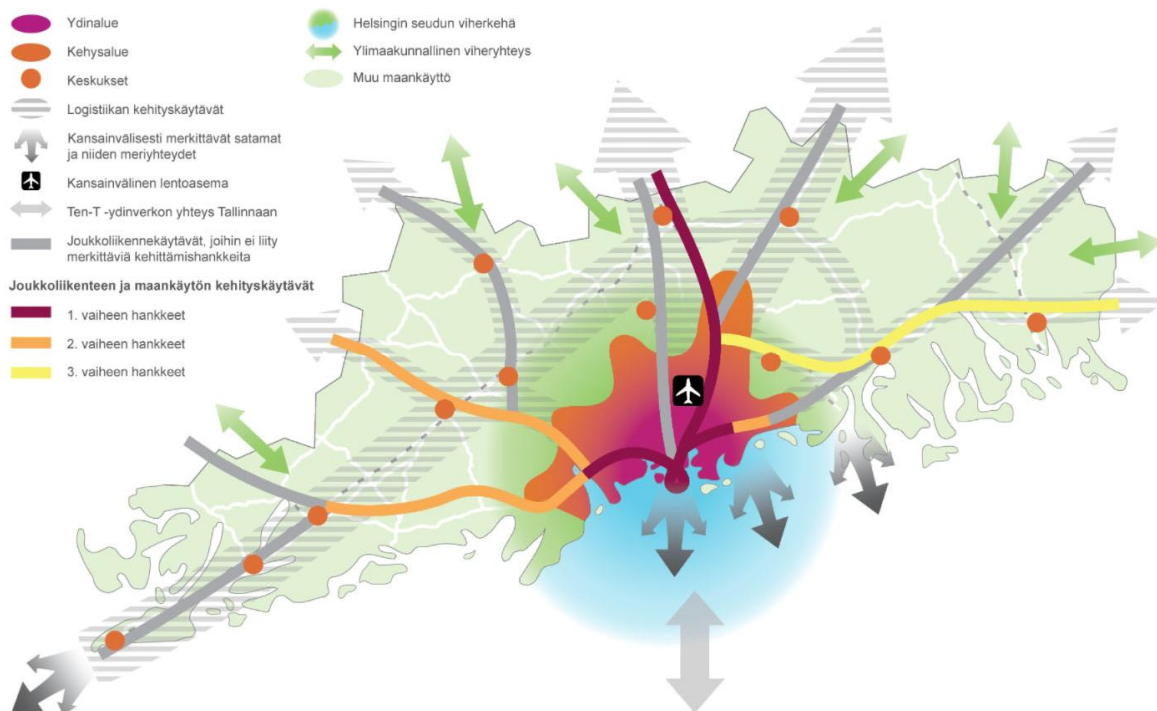 Ydinalue
Kehysalue
Keskukset
Logistiikan kehityskäytävät
Kansainvälisesti merkittävät satamat
ja niiden meriyhteydet
Kansainvälinen lentoasema
Ten-T -ydinverkon yhteys Tallinnaan
Joukkoliikennekäytävät, joihin ei liity
merkittäviä kehittämishankkeita
Joukkoliikenteen ja maankäytön kehityskäytävät
1. vaiheen hankkeet
2. vaiheen hankkeet
3. vaiheen hankkeet
Helsingin seudun viherkehä
Ylimaakunnallinen viheryhteys
Muu maankäyttö